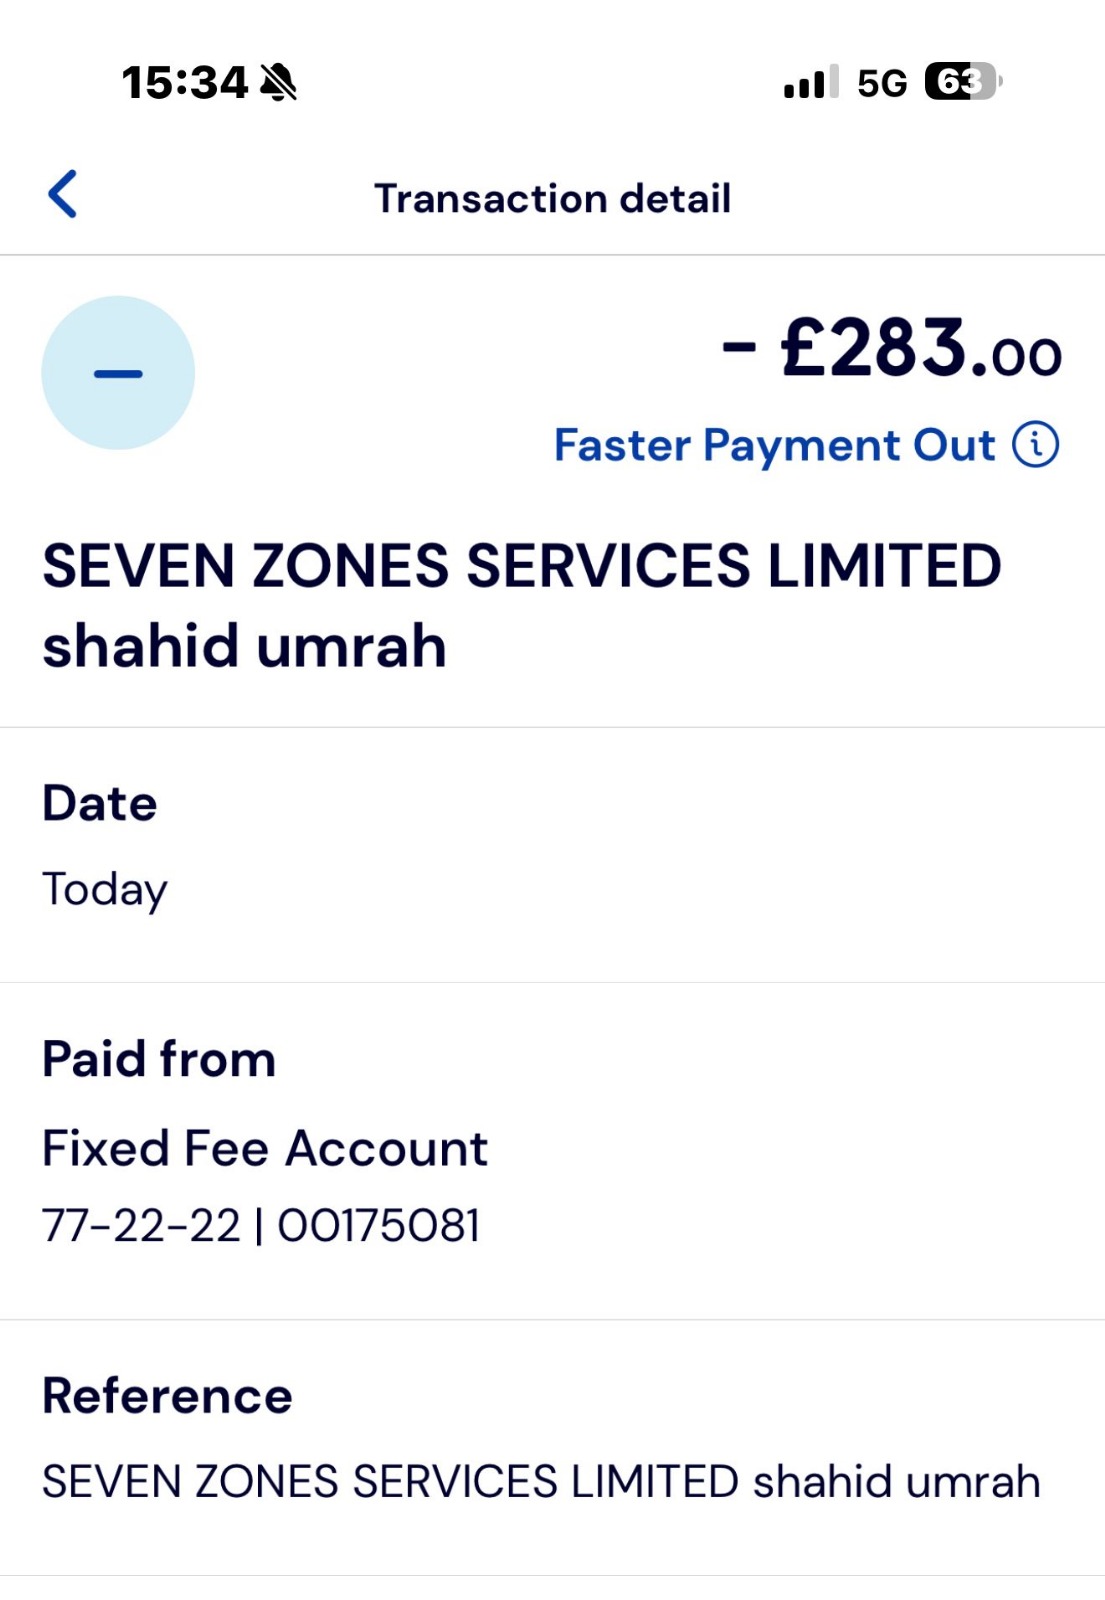 15:34
5G 63
Transaction detail
- £283.00
Faster Payment Out
SEVEN ZONES SERVICES LIMITED
shahid umrah
Date
Today
Paid from
Fixed Fee Account
77-22-22 | 00175081
Reference
SEVEN ZONES SERVICES LIMITED shahid umrah